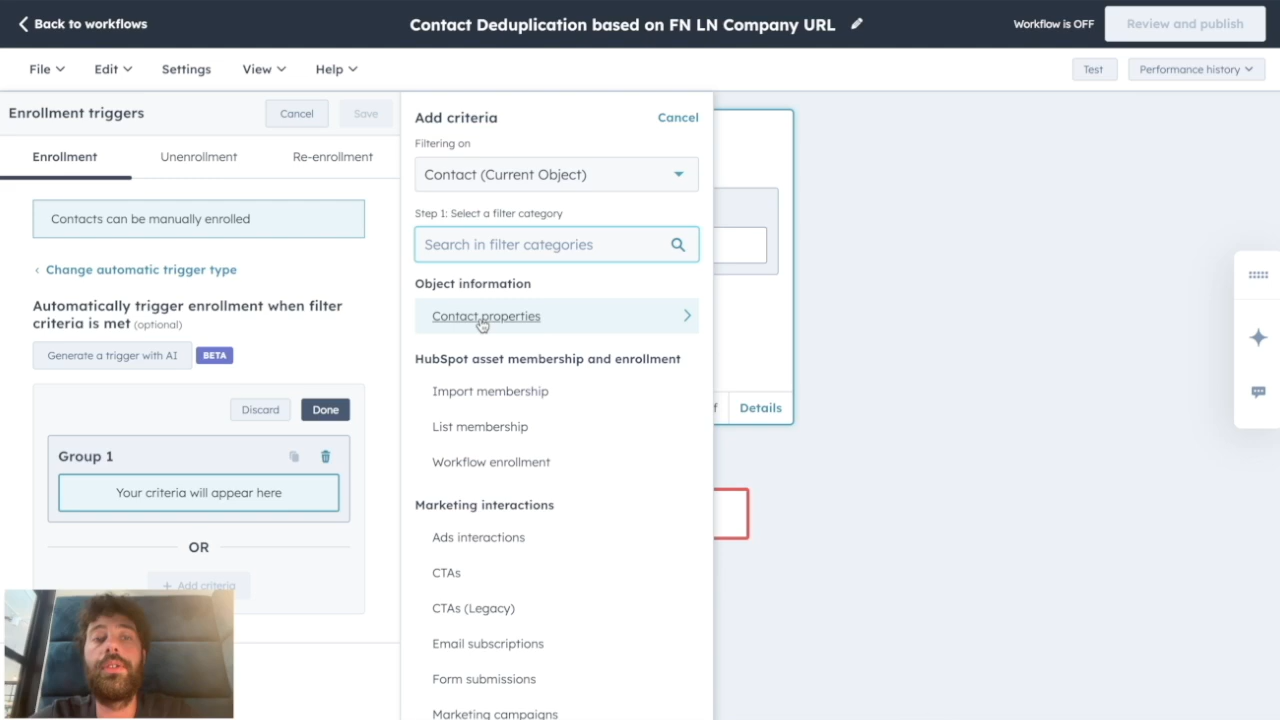 Back to workflows
Contact Deduplication based on FN LN Company URL
Workflow is OFF
Review and publish
File
Edit
Settings
View
Help
Test
Performance history
Enrollment triggers
Cancel
Save
Enrollment
Unenrollment
Re-enrollment
Contacts can be manually enrolled
Change automatic trigger type
Automatically trigger enrollment when filter
criteria is met (optional)
Generate a trigger with AI
BETA
Discard
Done
Group 1
Your criteria will appear here
OR
+ Add criteria
Add criteria
Cancel
Filtering on
Contact (Current Object)
Step 1: Select a filter category
Search in filter categories
Object information
Contact properties
HubSpot asset membership and enrollment
Import membership
List membership
Workflow enrollment
Marketing interactions
Ads interactions
CTAs
CTAs (Legacy)
Email subscriptions
Form submissions
Marketing campaigns
f
Details